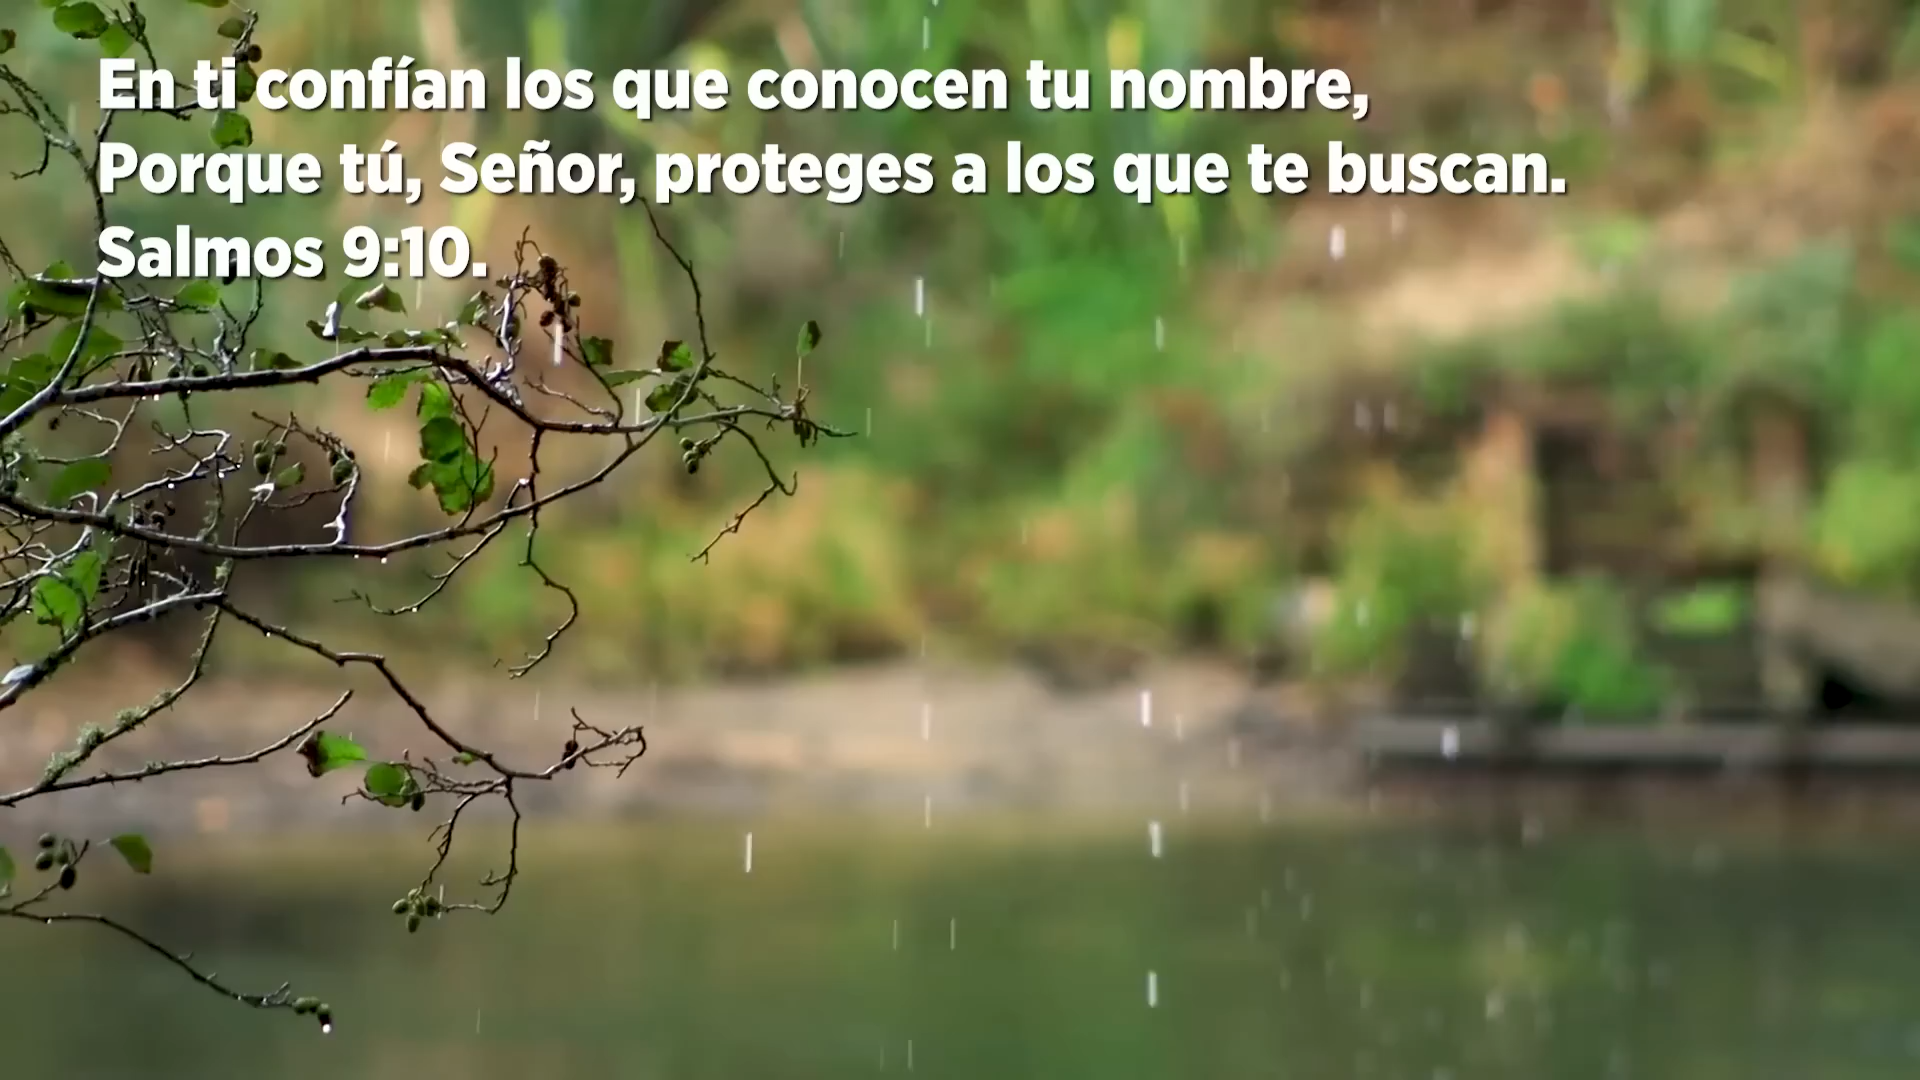 En ti confían los que conocen tu nombre,
Porque tú, Señor, proteges a los que te buscan.
Salmos 9:10.